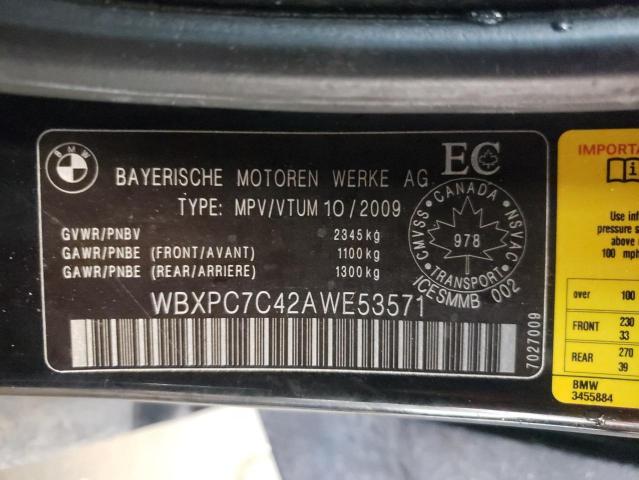 BMW
BAYERISCHE MOTOREN WERKE AG
EC
TYPE: MPV/VTUM 10/2009
GVWR/PNBV 2345kg
GAWR/PNBE (FRONT/AVANT) 1100kg
GAWR/PNBE (REAR/ARRIERE) 1300kg
CMVSS · CANADA · NSVAC
978
TRANSPORT
ICESMMB 002
WBXPC7C42AWE53571
7027009
IMPORTA
Use inf
pressure s
above
100 mph
over 100
FRONT 230
33
REAR 270
39
BMW
3455884